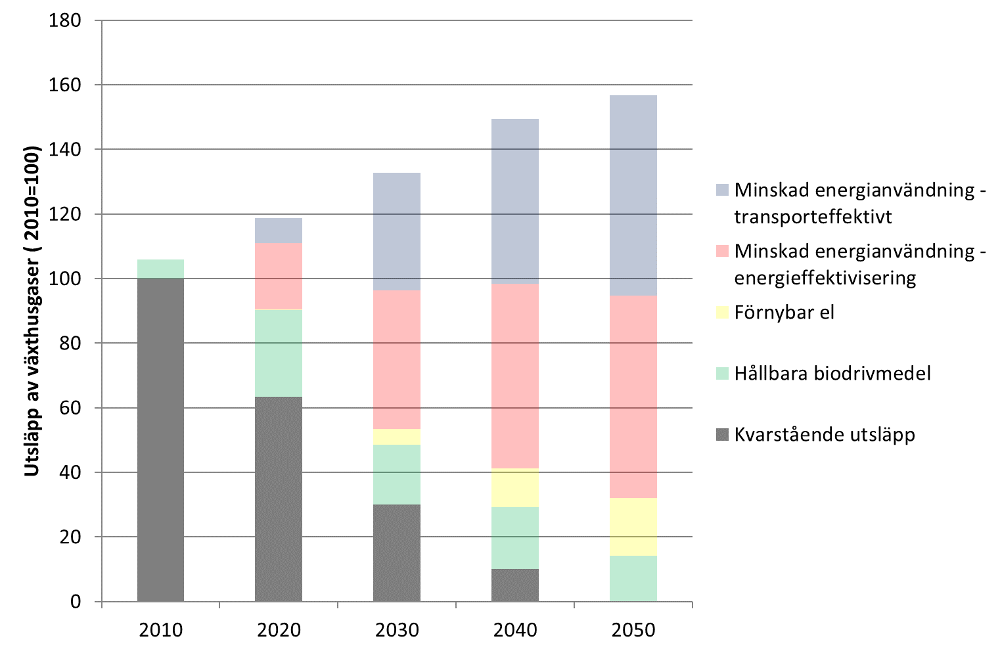 180
160
140
120
100
80
60
40
20
0
Utsläpp av växthusgaser ( 2010=100)
2010 2020 2030 2040 2050
Minskad energianvändning -
transporteffektivt
Minskad energianvändning -
energieffektivisering
Förnybar el
Hållbara biodrivmedel
Kvarstående utsläpp